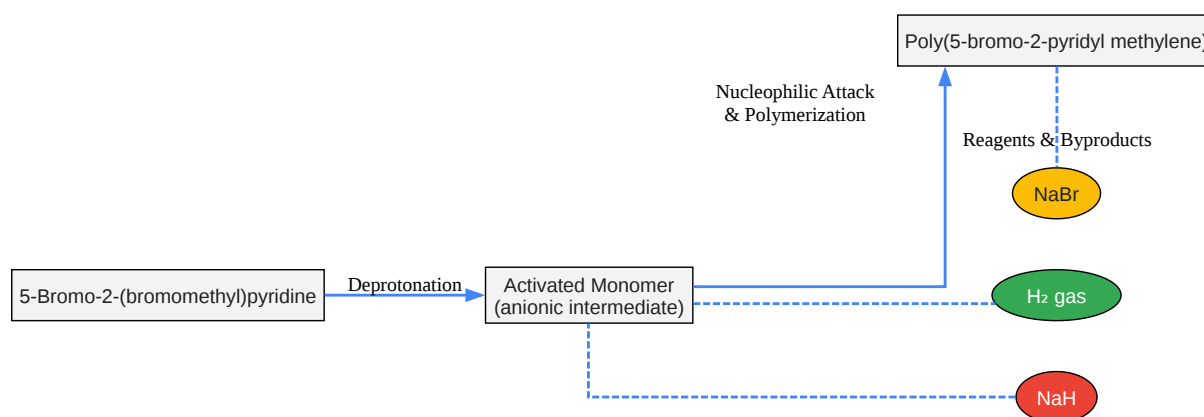 Poly(5-bromo-2-pyridyl methylene)
Nucleophilic Attack
& Polymerization
Reagents & Byproducts
NaBr
5-Bromo-2-(bromomethyl)pyridine
Deprotonation
Activated Monomer
(anionic intermediate)
H₂ gas
NaH